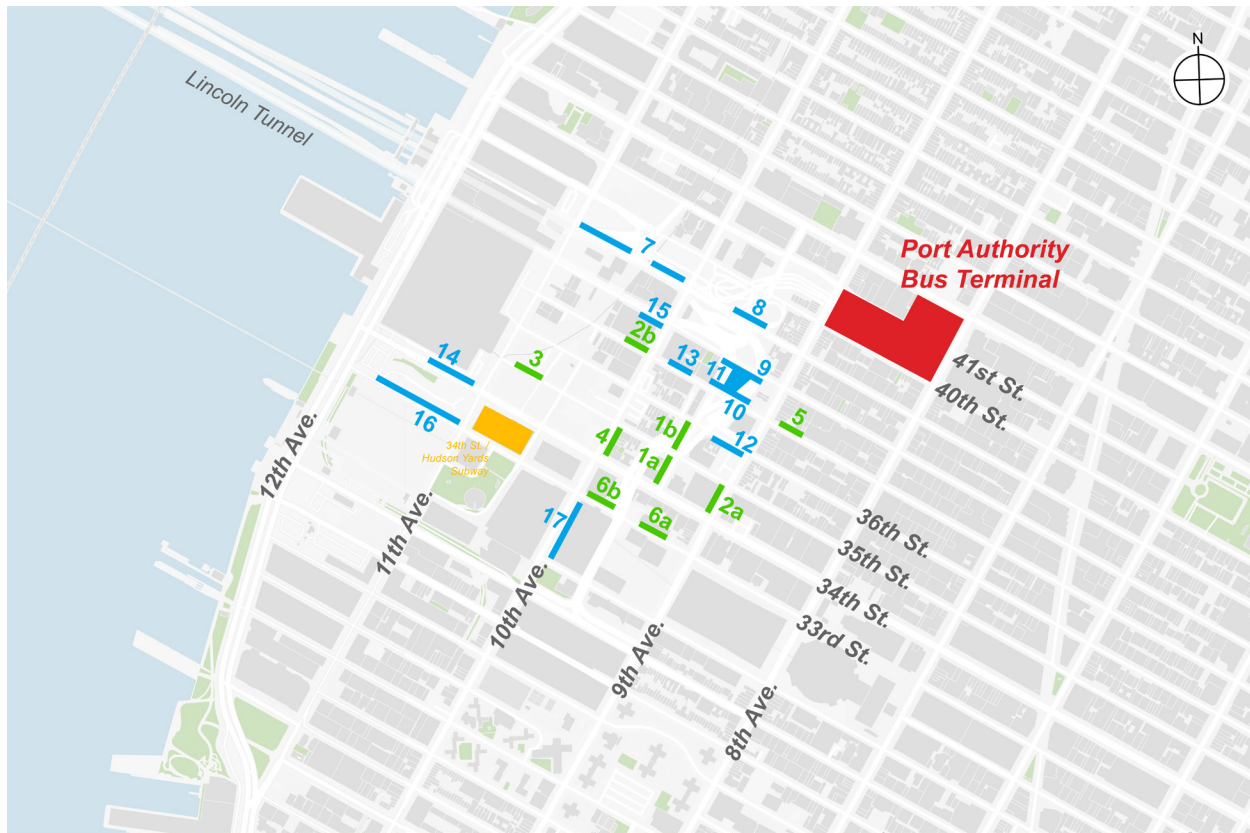 N
Lincoln Tunnel
Port Authority
Bus Terminal
7
8
15
2b
13
11
9
10
14
3
16
41st St.
40th St.
5
12
1b
4
1a
34th St. /
Hudson Yards
Subway
12th Ave.
6b
2a
6a
17
36th St.
35th St.
34th St.
33rd St.
11th Ave.
10th Ave.
9th Ave.
8th Ave.